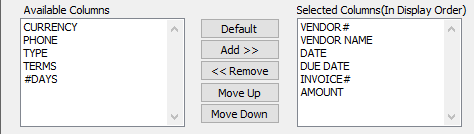 Available Columns
CURRENCY
PHONE
TYPE
TERMS
#DAYS
Default
Add >>
<< Remove
Move Up
Move Down
Selected Columns(In Display Order)
VENDOR#
VENDOR NAME
DATE
DUE DATE
INVOICE#
AMOUNT